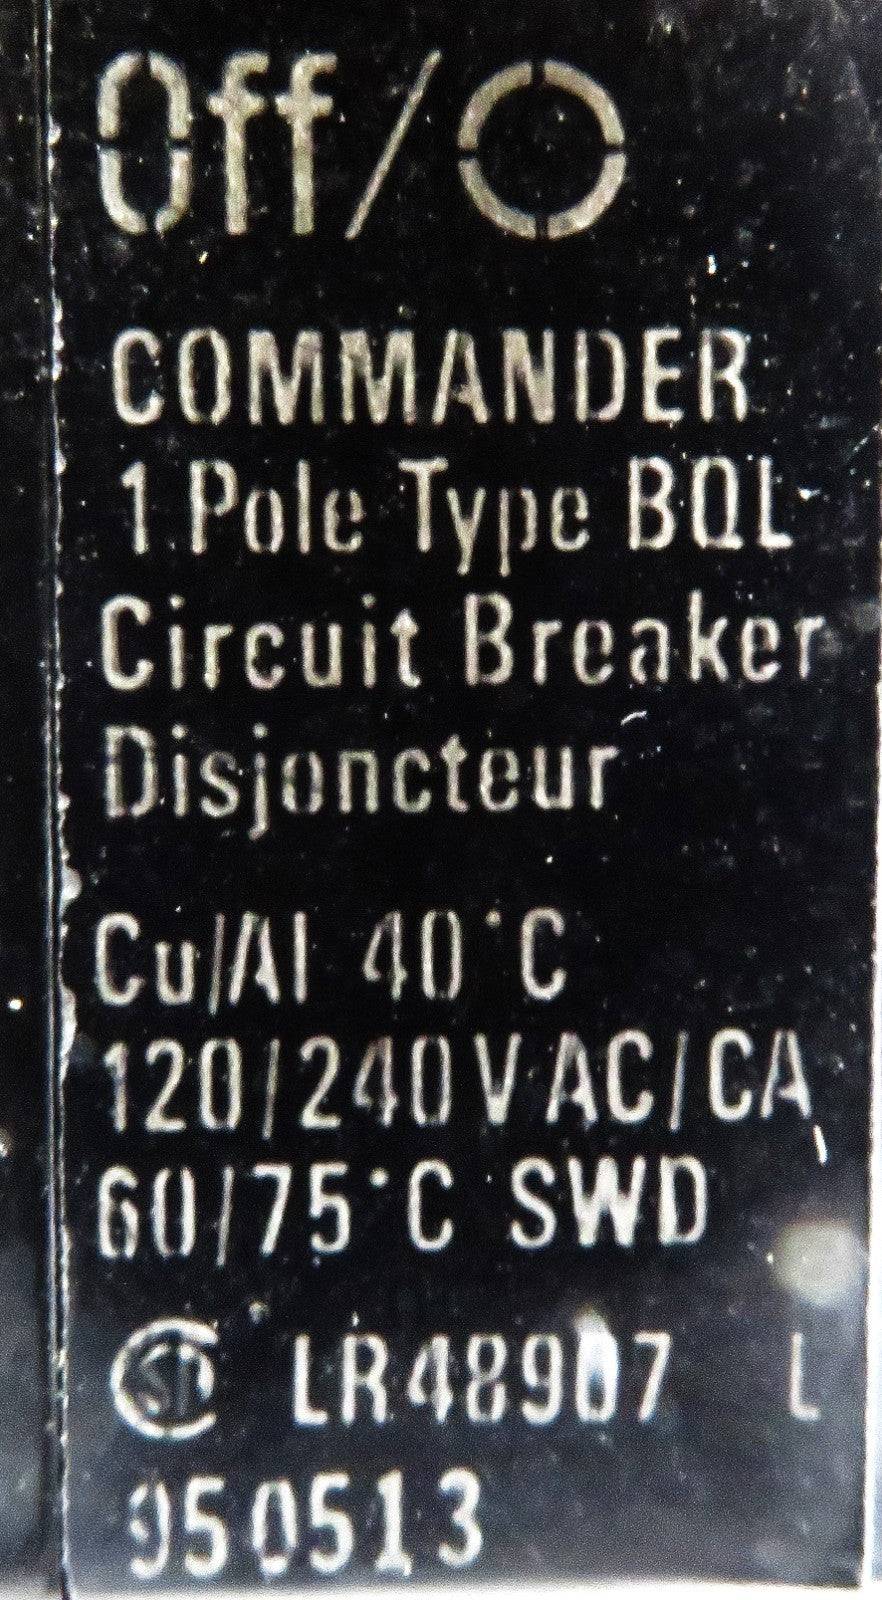 Off/O
COMMANDER
1 Pole Type BQL
Circuit Breaker
Disjoncteur
Cu/Al 40°C
120/240V AC/CA
60/75°C SWD
LR48907 L
950513